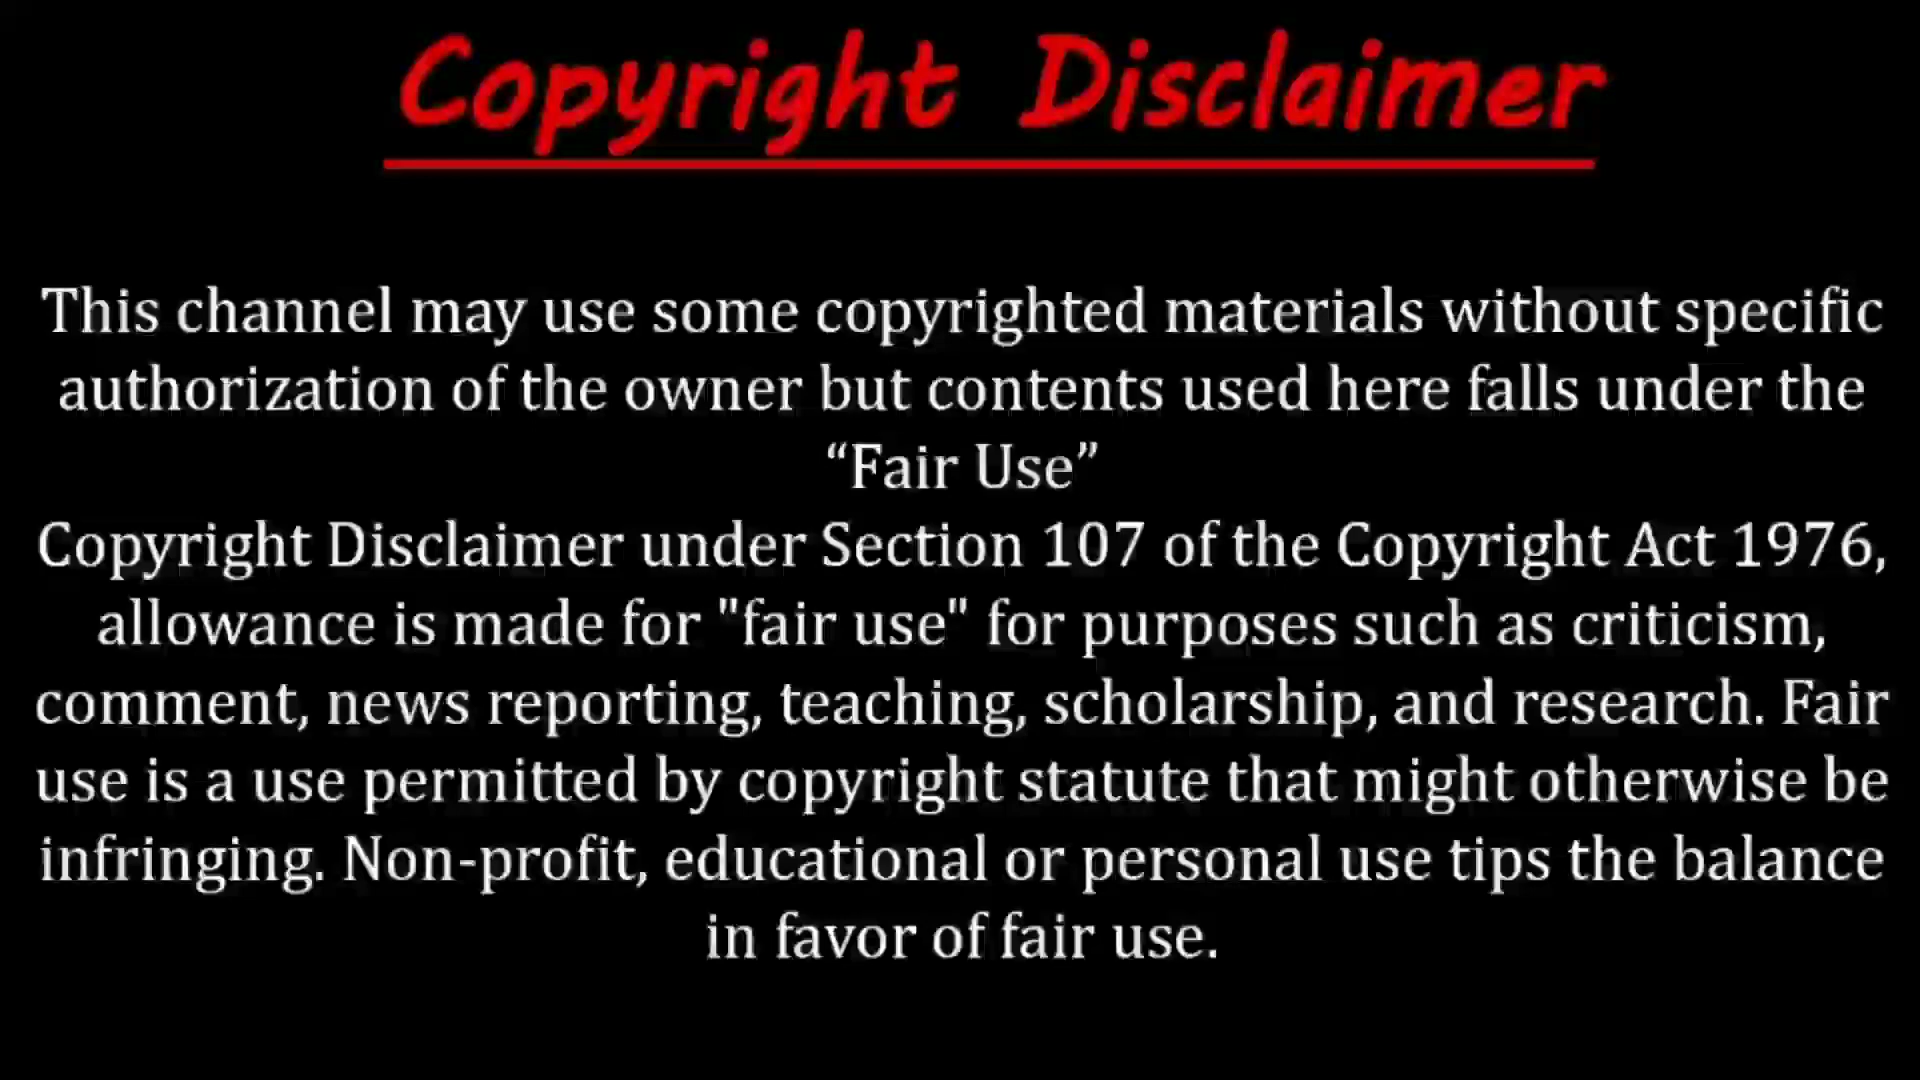 Copyright Disclaimer
This channel may use some copyrighted materials without specific
authorization of the owner but contents used here falls under the
“Fair Use”
Copyright Disclaimer under Section 107 of the Copyright Act 1976,
allowance is made for "fair use" for purposes such as criticism,
comment, news reporting, teaching, scholarship, and research. Fair
use is a use permitted by copyright statute that might otherwise be
infringing. Non-profit, educational or personal use tips the balance
in favor of fair use.